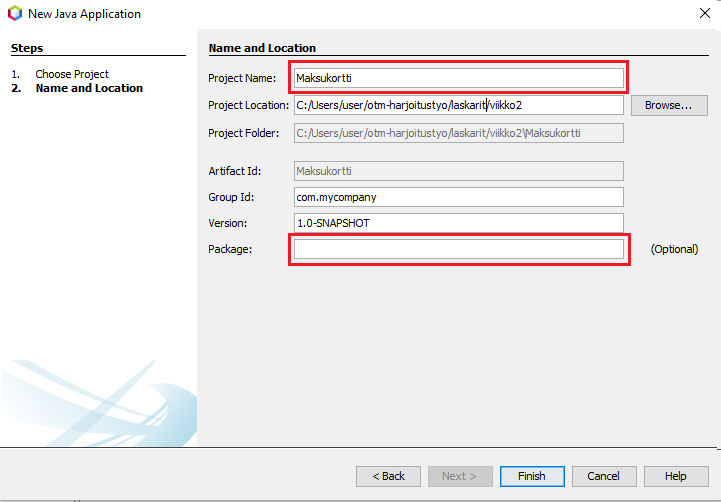 New Java Application
Steps
1. Choose Project
2. Name and Location
Name and Location
Project Name: Maksukortti
Project Location: C:/Users/user/otm-harjoitustyo/laskarit/viikko2 Browse...
Project Folder: C:/Users/user/otm-harjoitustyo/laskarit/viikko2\Maksukortti
Artifact Id: Maksukortti
Group Id: com.mycompany
Version: 1.0-SNAPSHOT
Package: (Optional)
< Back Next > Finish Cancel Help